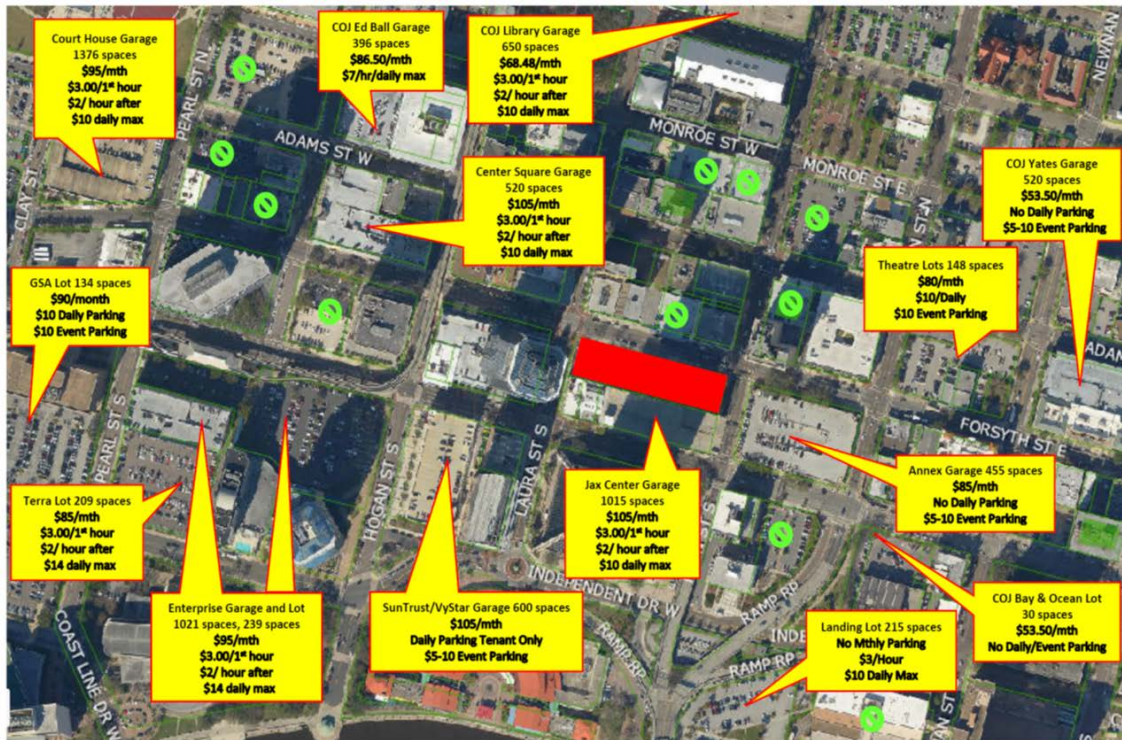 Court House Garage
1376 spaces
$95/mth
$3.00/1st hour
$2/ hour after
$10 daily max
COJ Ed Ball Garage
396 spaces
$86.50/mth
$7/hr/daily max
COJ Library Garage
650 spaces
$68.48/mth
$3.00/1st hour
$2/ hour after
$10 daily max
NEWNAN
PEARL ST N
ADAMS ST W
MONROE ST W
MONROE ST E
CLAY ST
Center Square Garage
520 spaces
$105/mth
$3.00/1st hour
$2/ hour after
$10 daily max
COJ Yates Garage
520 spaces
$53.50/mth
No Daily Parking
$5-10 Event Parking
ST N
GSA Lot 134 spaces
$90/month
$10 Daily Parking
$10 Event Parking
Theatre Lots 148 spaces
$80/mth
$10/Daily
$10 Event Parking
ADAM
FORSYTH ST E
PEARL ST S
HOGAN ST S
LAURA ST S
ST S
Terra Lot 209 spaces
$85/mth
$3.00/1st hour
$2/ hour after
$14 daily max
Jax Center Garage
1015 spaces
$105/mth
$3.00/1st hour
$2/ hour after
$10 daily max
Annex Garage 455 spaces
$85/mth
No Daily Parking
$5-10 Event Parking
Enterprise Garage and Lot
1021 spaces, 239 spaces
$95/mth
$3.00/1st hour
$2/ hour after
$14 daily max
SunTrust/VyStar Garage 600 spaces
$105/mth
Daily Parking Tenant Only
$5-10 Event Parking
INDEPENDENT DR W
RAMP RP
RAMP RP
RAMP RP
INDE
COJ Bay & Ocean Lot
30 spaces
$53.50/mth
No Daily/Event Parking
Landing Lot 215 spaces
No Mthly Parking
$3/Hour
$10 Daily Max
COAST LINE DR W